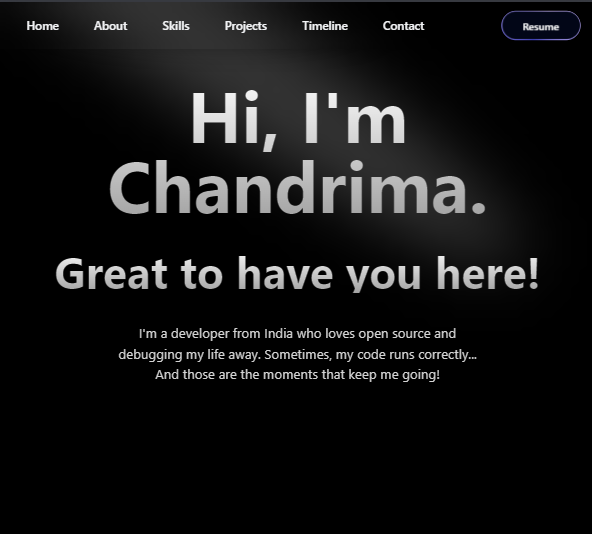 Home About Skills Projects Timeline Contact Resume
Hi, I'm
Chandrima.
Great to have you here!
I'm a developer from India who loves open source and
debugging my life away. Sometimes, my code runs correctly...
And those are the moments that keep me going!